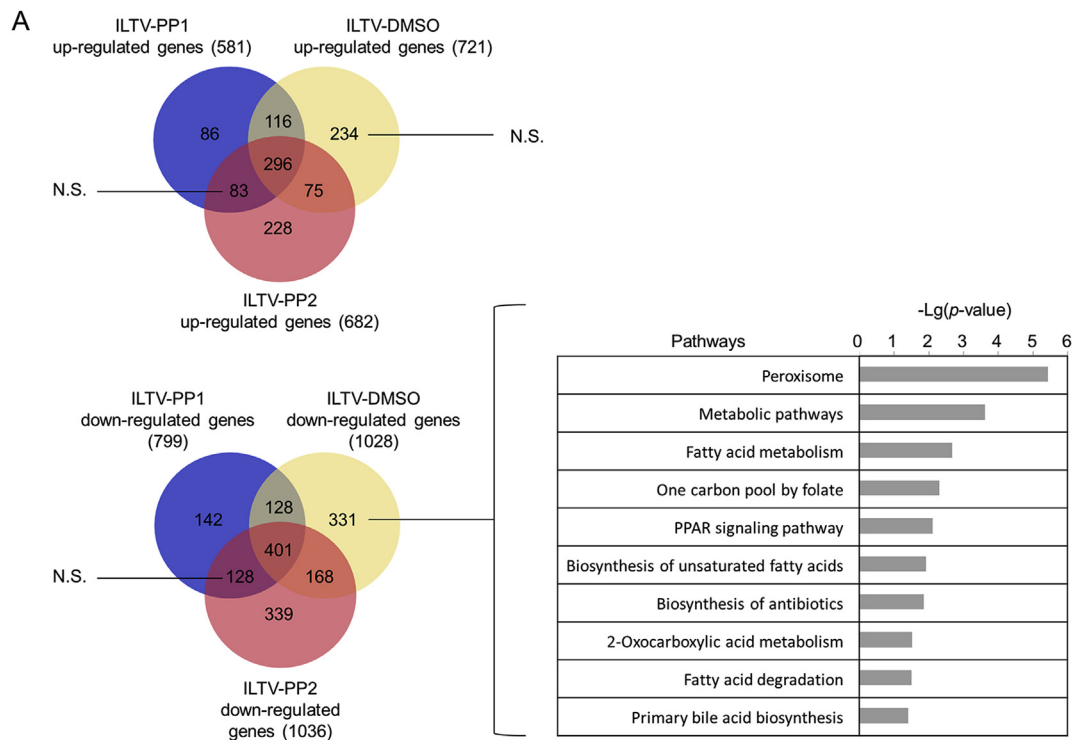 A
ILTV-PP1
up-regulated genes (581)
ILTV-DMSO
up-regulated genes (721)
86
116
234
N.S.
296
N.S.
83
75
228
ILTV-PP2
up-regulated genes (682)
ILTV-PP1
down-regulated genes
(799)
ILTV-DMSO
down-regulated genes
(1028)
142
128
331
401
N.S.
128
168
339
ILTV-PP2
down-regulated
genes (1036)
-Lg(p-value)
Pathways
0 1 2 3 4 5 6
Peroxisome
Metabolic pathways
Fatty acid metabolism
One carbon pool by folate
PPAR signaling pathway
Biosynthesis of unsaturated fatty acids
Biosynthesis of antibiotics
2-Oxocarboxylic acid metabolism
Fatty acid degradation
Primary bile acid biosynthesis